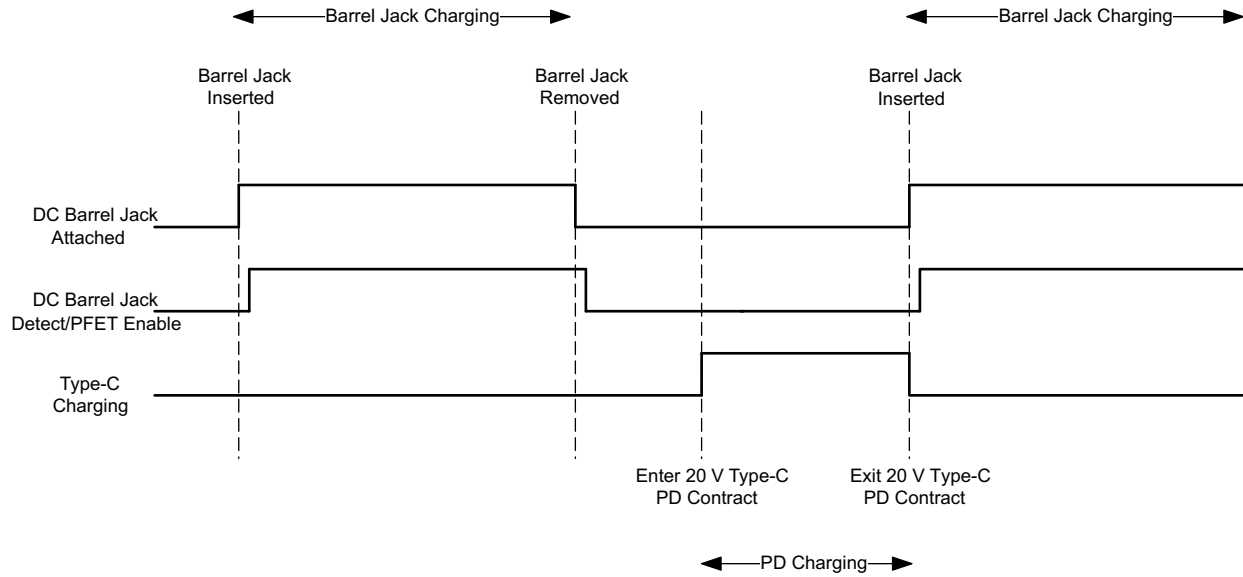 Barrel Jack Charging
Barrel Jack Charging
Barrel Jack
Inserted
Barrel Jack
Removed
Barrel Jack
Inserted
DC Barrel Jack
Attached
DC Barrel Jack
Detect/PFET Enable
Type-C
Charging
Enter 20 V Type-C
PD Contract
Exit 20 V Type-C
PD Contract
PD Charging